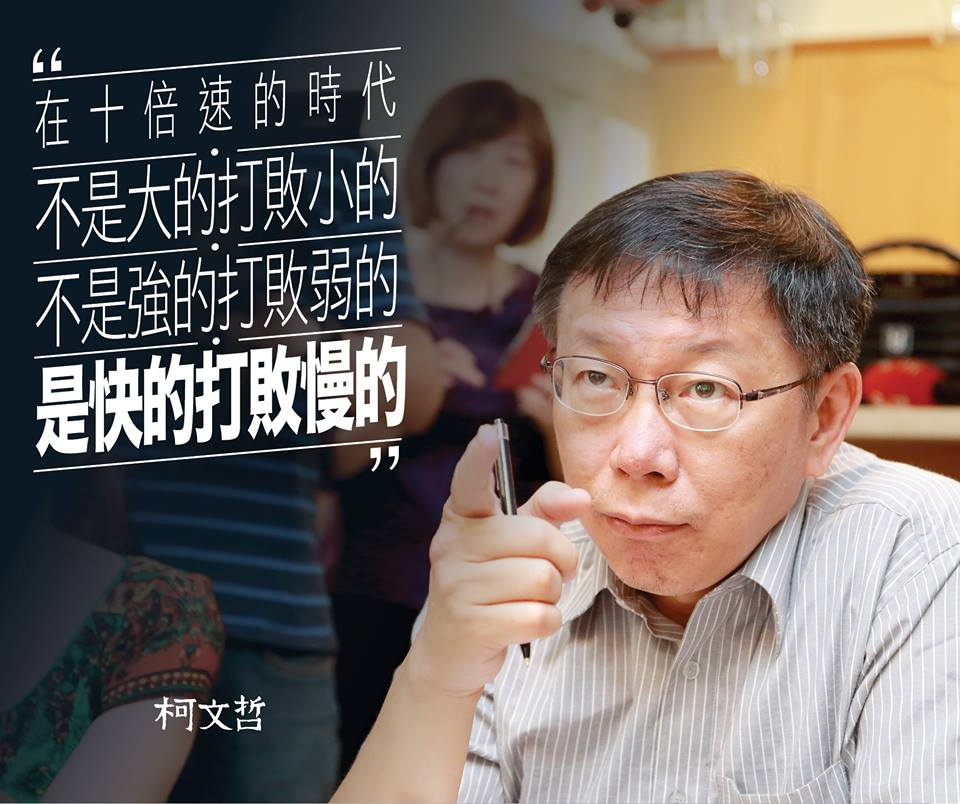 “
在十倍速的時代
不是大的打敗小的
不是強的打敗弱的
是快的打敗慢的
”
柯文哲